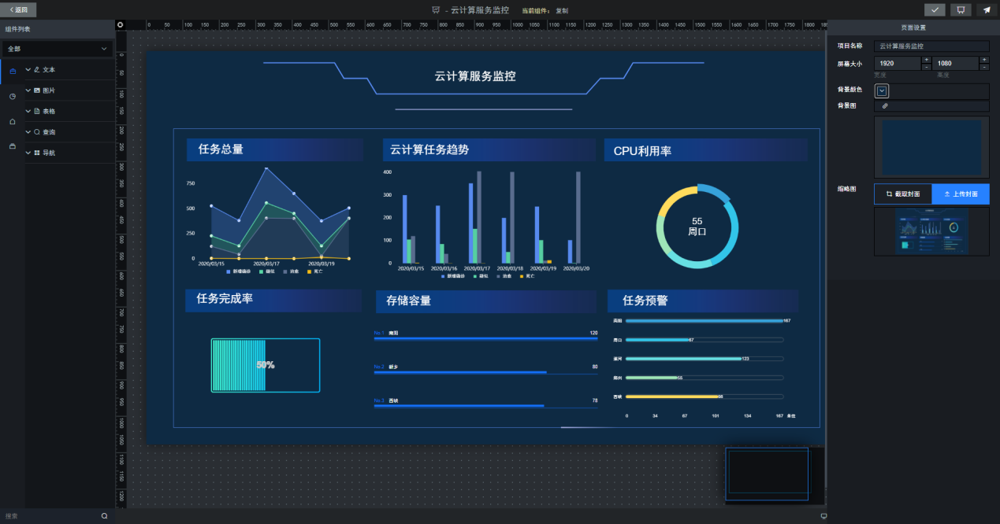 返回
- 云计算服务监控 当前组件: 复制
组件列表
全部
文本
图片
表格
查询
导航
搜索
0 50 100 150 200 250 300 350 400 450 500 550 600 650 700 750 800 850 900 950 1000 1050 1100 1150 1200 1250 1300 1350 1400 1450 1500 1550 1600 1650 1700 1750 1800
0
50
100
150
200
250
300
350
400
450
500
550
600
650
700
750
800
850
900
950
1000
1050
1100
1150
1200
云计算服务监控
任务总量
750
500
250
0
2020/03/15 2020/03/17 2020/03/19
新增确诊 疑似 治愈 死亡
云计算任务趋势
400
300
200
100
0
2020/03/15 2020/03/16 2020/03/17 2020/03/18 2020/03/19 2020/03/20
新增确诊 疑似 治愈 死亡
CPU利用率
55
周口
任务完成率
50%
存储容量
No.1 南阳 120
No.2 新乡 80
No.3 西峡 78
任务预警
167
周口 67
漯河 123
郑州 55
西峡 98
0 34 67 101 134 167 单位
页面设置
项目名称 云计算服务监控
屏幕大小 1920 + - 1080 + -
宽度 高度
背景颜色
背景图
缩略图 截取封面 上传封面